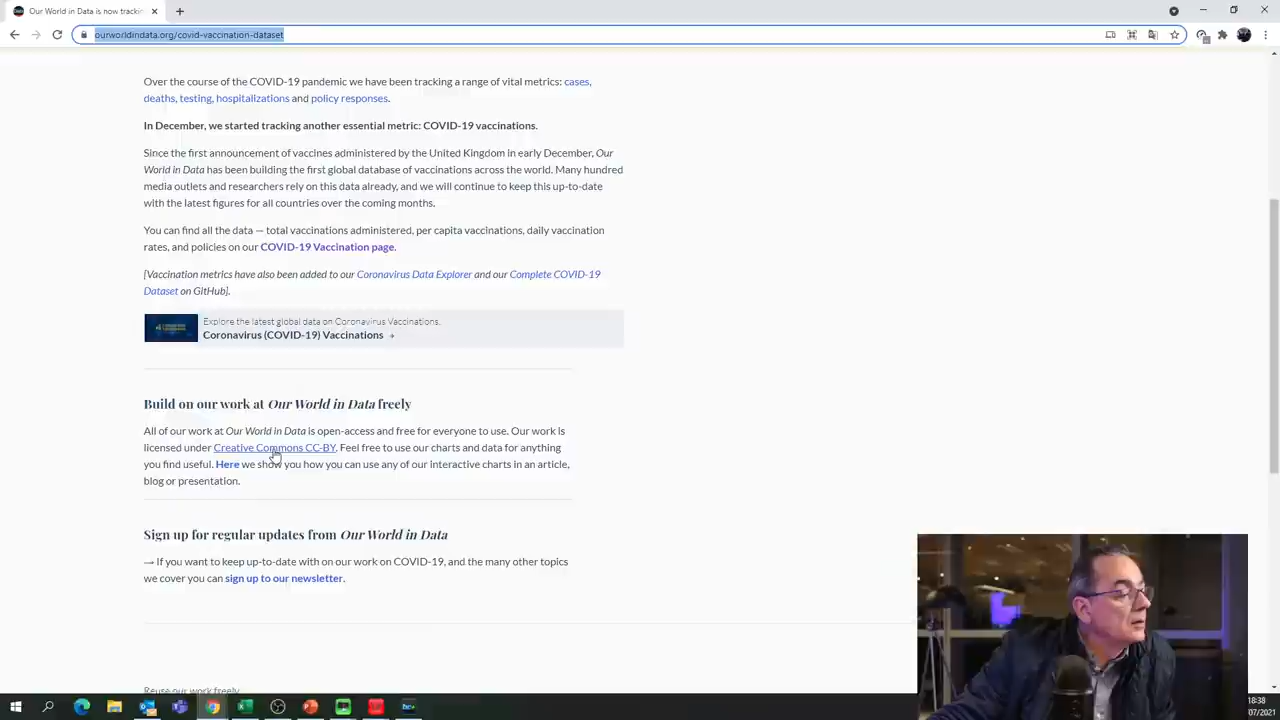 Our World in Data is now trackin
ourworldindata.org/covid-vaccination-dataset
Over the course of the COVID-19 pandemic we have been tracking a range of vital metrics: cases,
deaths, testing, hospitalizations and policy responses.
In December, we started tracking another essential metric: COVID-19 vaccinations.
Since the first announcement of vaccines administered by the United Kingdom in early December, Our
World in Data has been building the first global database of vaccinations across the world. Many hundred
media outlets and researchers rely on this data already, and we will continue to keep this up-to-date
with the latest figures for all countries over the coming months.
You can find all the data — total vaccinations administered, per capita vaccinations, daily vaccination
rates, and policies on our COVID-19 Vaccination page.
[Vaccination metrics have also been added to our Coronavirus Data Explorer and our Complete COVID-19
Dataset on GitHub].
Explore the latest global data on Coronavirus Vaccinations.
Coronavirus (COVID-19) Vaccinations →
Build on our work at Our World in Data freely
All of our work at Our World in Data is open-access and free for everyone to use. Our work is
licensed under Creative Commons CC-BY. Feel free to use our charts and data for anything
you find useful. Here we show you how you can use any of our interactive charts in an article,
blog or presentation.
Sign up for regular updates from Our World in Data
→ If you want to keep up-to-date with on our work on COVID-19, and the many other topics
we cover you can sign up to our newsletter.
Reuse our work freely
18:38
/07/2021